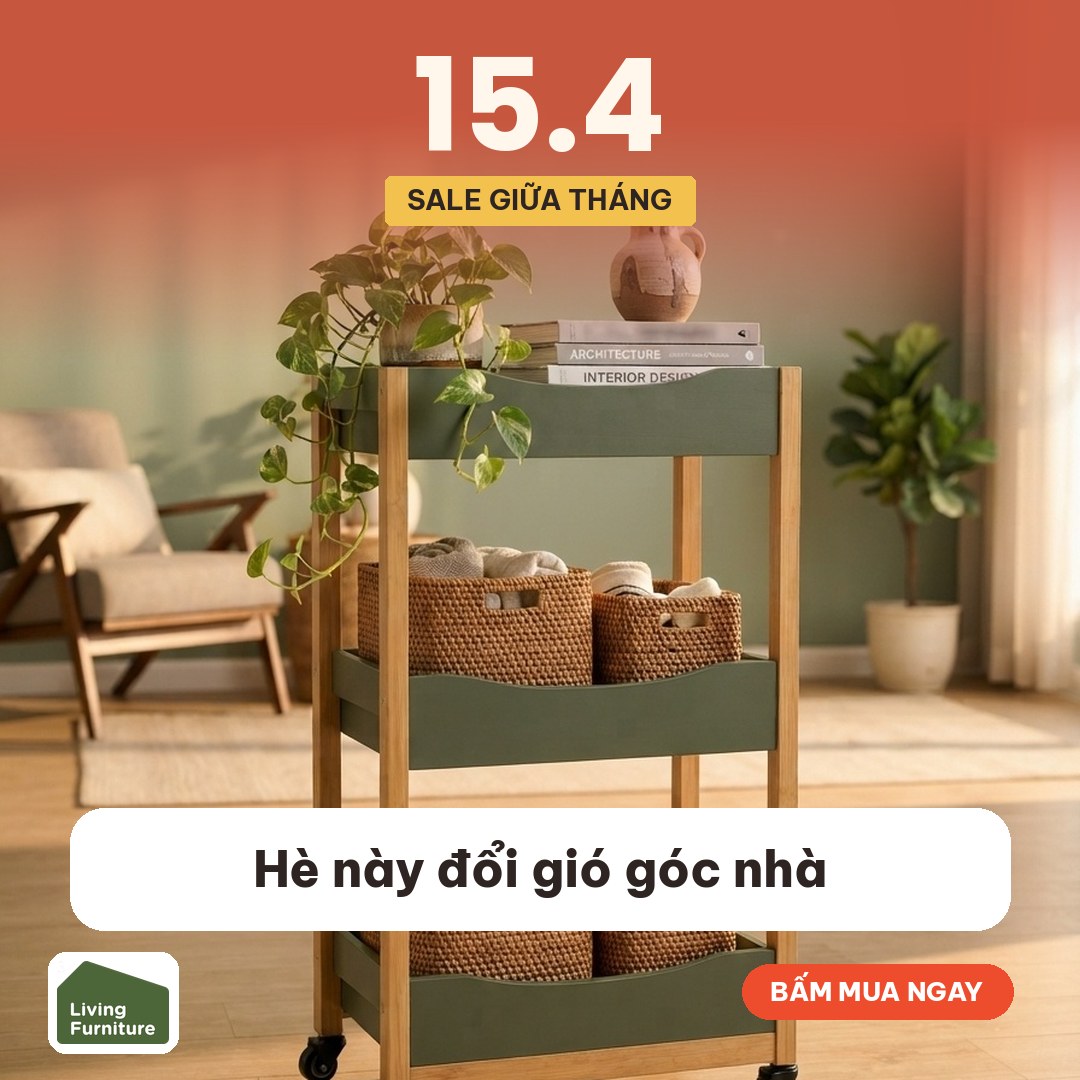 15.4
SALE GIỮA THÁNG
ARCHITECTURE
INTERIOR DESIGN
Hè này đổi gió góc nhà
Living
Furniture
BẤM MUA NGAY